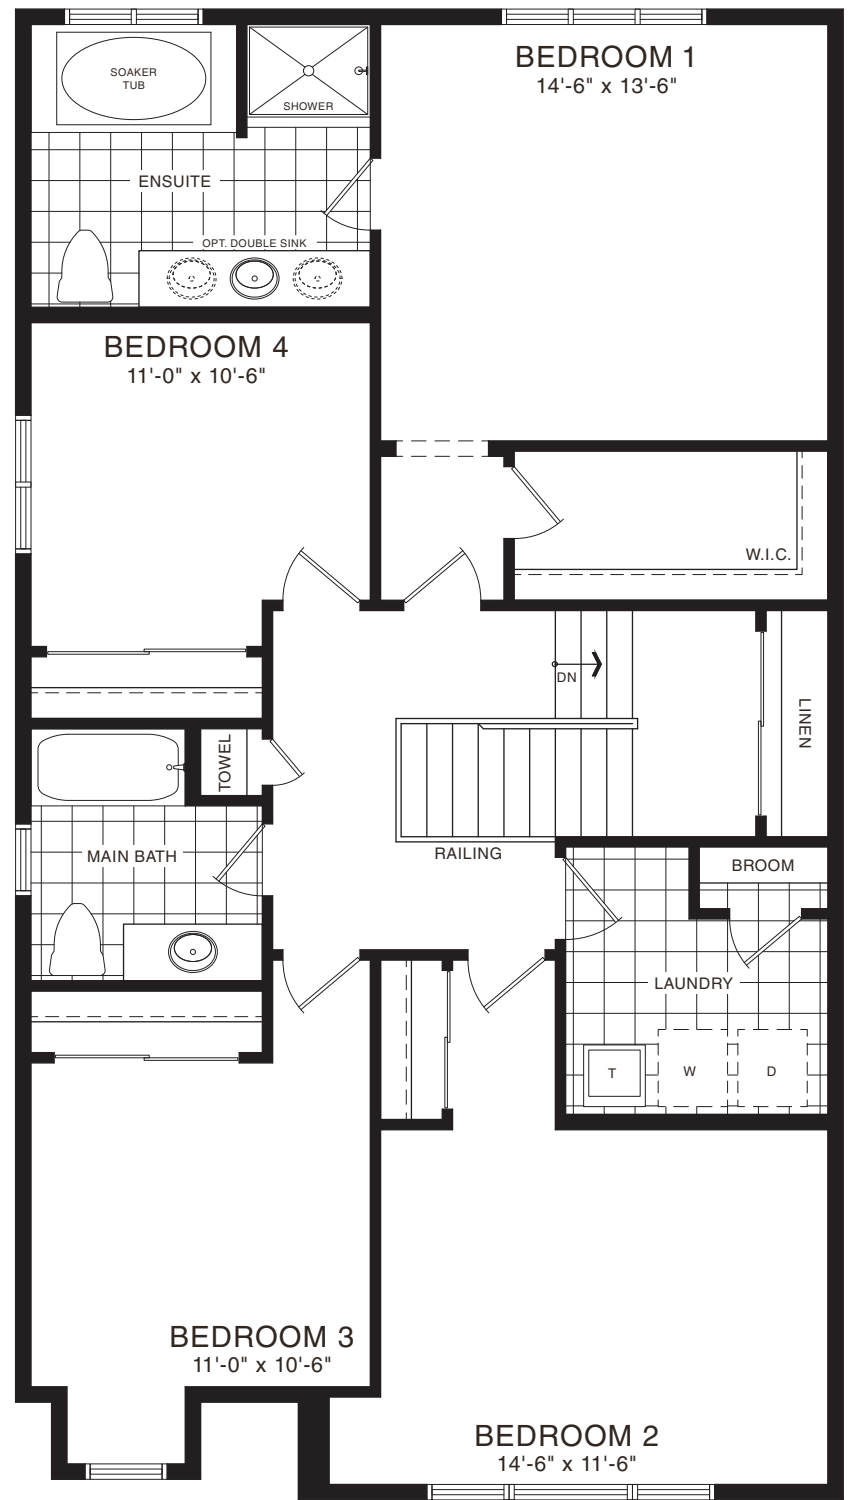 BEDROOM 1
14'-6" x 13'-6"
SOAKER
TUB
SHOWER
ENSUITE
OPT. DOUBLE SINK
BEDROOM 4
11'-0" x 10'-6"
W.I.C.
DN
LINEN
TOWEL
RAILING
MAIN BATH
BROOM
LAUNDRY
T
W
D
BEDROOM 3
11'-0" x 10'-6"
BEDROOM 2
14'-6" x 11'-6"